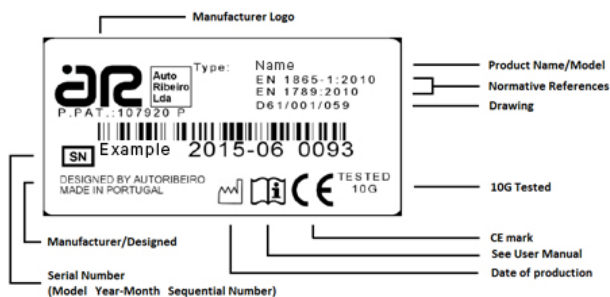 Manufacturer Logo
ar
Auto
Ribeiro
Lda
Type: Name
EN 1865-1:2010
EN 1789:2010
D61/001/059
P.PAT.:107920 P
SN Example 2015-06 0093
DESIGNED BY AUTORIBEIRO
MADE IN PORTUGAL
i
CE
TESTED
10G
Product Name/Model
Normative References
Drawing
10G Tested
CE mark
See User Manual
Date of production
Manufacturer/Designed
Serial Number
(Model Year-Month Sequential Number)